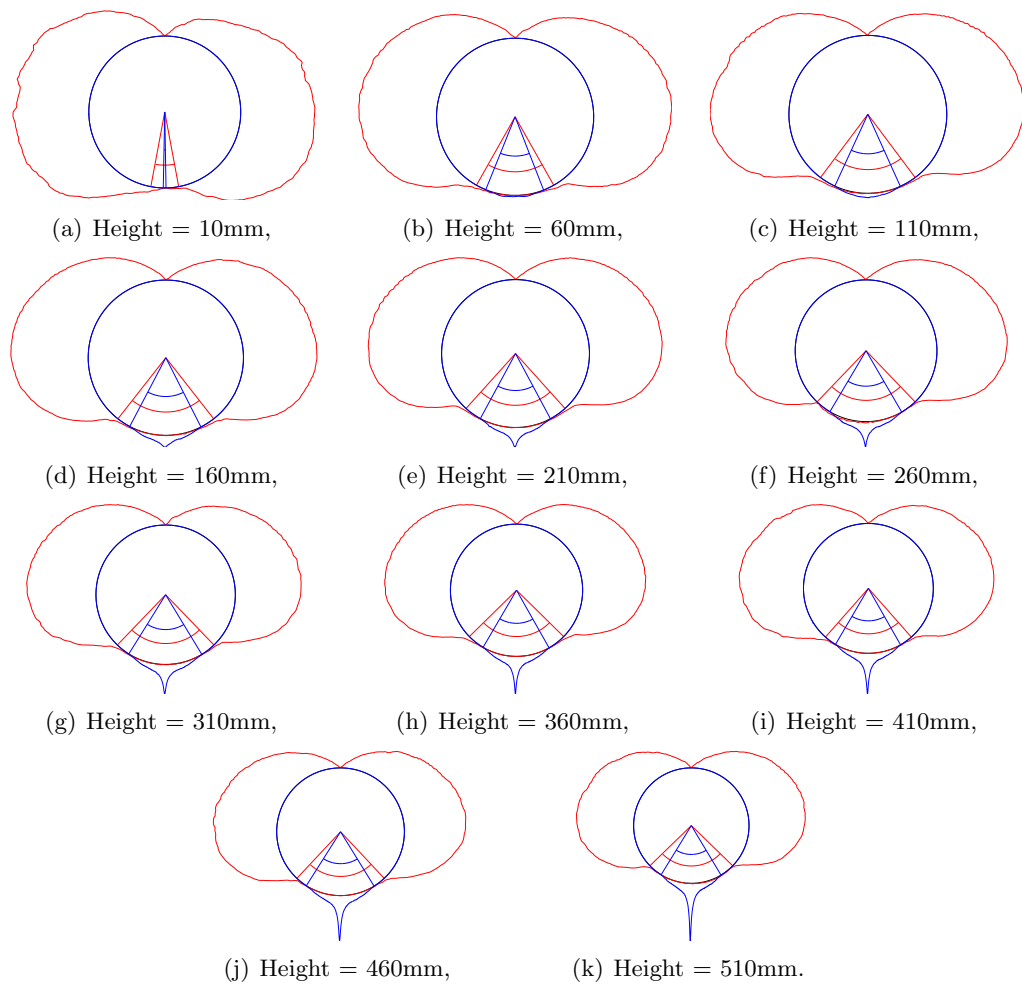 (a) Height = 10mm,
(b) Height = 60mm,
(c) Height = 110mm,
(d) Height = 160mm,
(e) Height = 210mm,
(f) Height = 260mm,
(g) Height = 310mm,
(h) Height = 360mm,
(i) Height = 410mm,
(j) Height = 460mm,
(k) Height = 510mm.